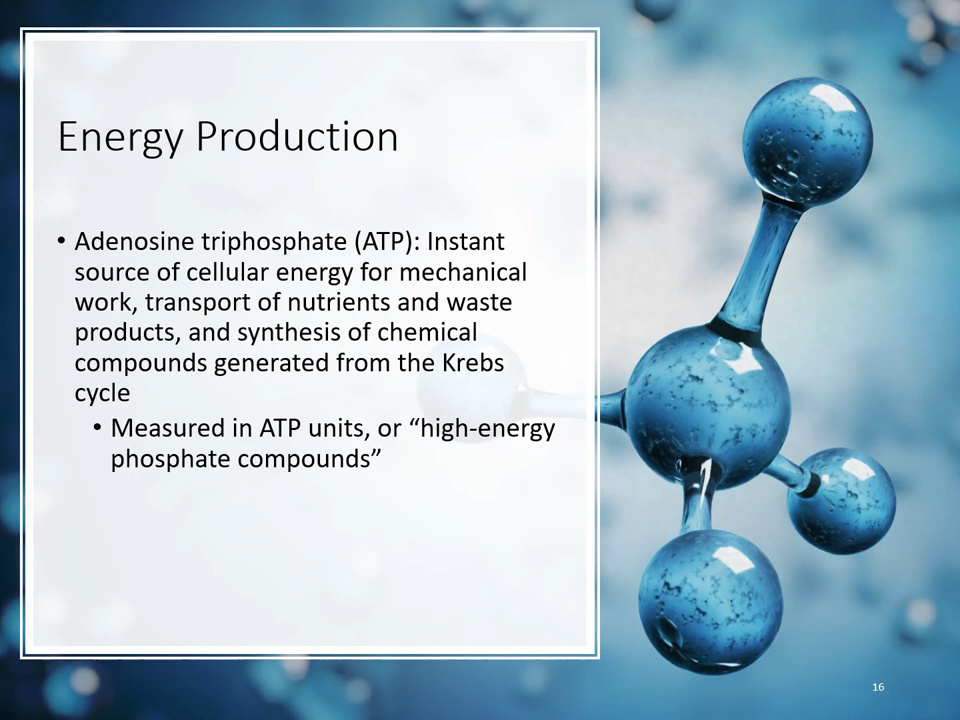 Energy Production
• Adenosine triphosphate (ATP): Instant
source of cellular energy for mechanical
work, transport of nutrients and waste
products, and synthesis of chemical
compounds generated from the Krebs
cycle
• Measured in ATP units, or “high-energy
phosphate compounds”
16